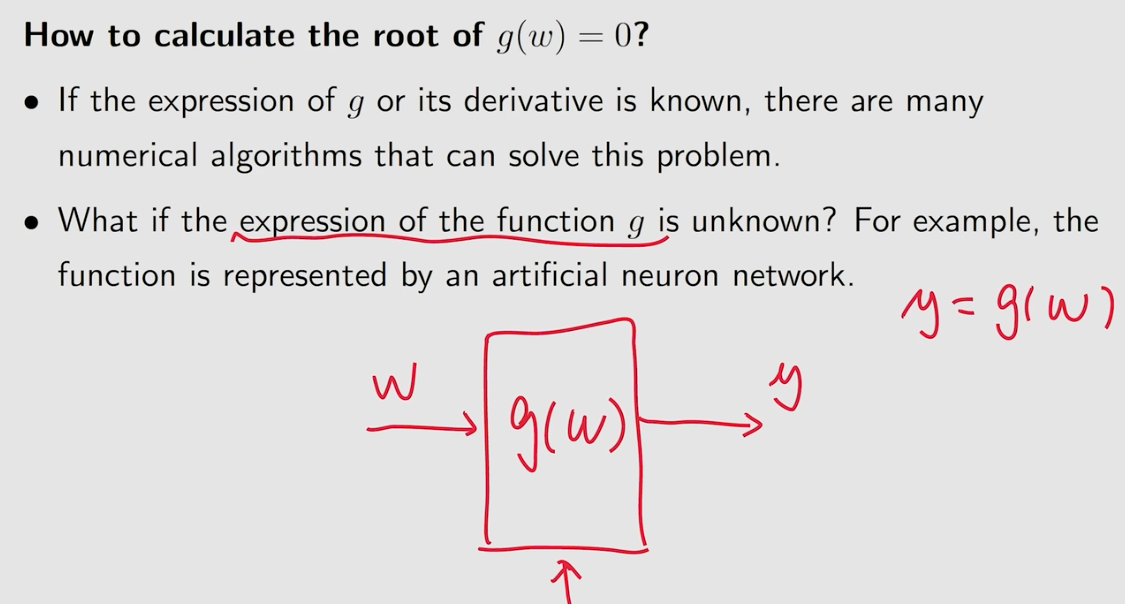 How to calculate the root of g(w) = 0?
• If the expression of g or its derivative is known, there are many
numerical algorithms that can solve this problem.
• What if the expression of the function g is unknown? For example, the
function is represented by an artificial neuron network.
y = g(w)
w
g(w)
y